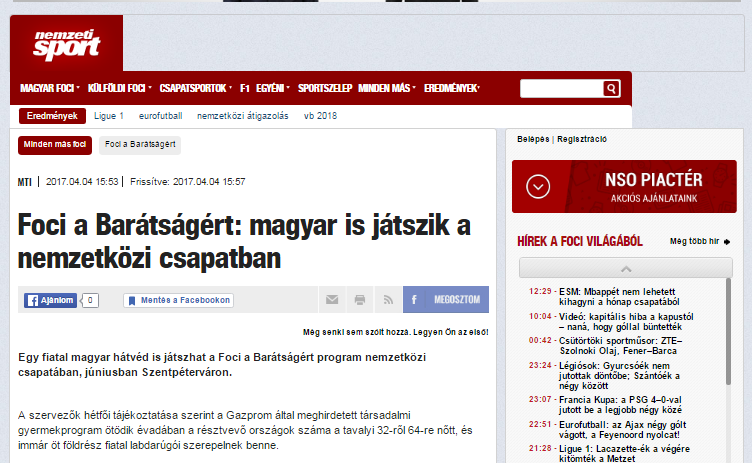 nemzeti
sport
MAGYAR FOCI KÜLFÖLDI FOCI CSAPATSPORTOK F1 EGYÉNI SPORTSZELEP MINDEN MÁS EREDMÉNYEK
Eredmények Ligue 1 eurofutball nemzetközi átigazolás vb 2018
Minden más foci Foci a Barátságért
MTI | 2017.04.04 15:53 | Frissítve: 2017.04.04 15:57
Foci a Barátságért: magyar is játszik a
nemzetközi csapatban
Ajánlom 0 Mentés a Facebookon MEGOSZTOM
Még senki sem szólt hozzá. Legyen Ön az első!
Egy fiatal magyar hátvéd is játszhat a Foci a Barátságért program nemzetközi
csapatában, júniusban Szentpéterváron.
A szervezők hétfői tájékoztatása szerint a Gazprom által meghirdetett társadalmi
gyermekprogram ötödik évadában a résztvevő országok száma a tavalyi 32-ről 64-re nőtt, és
immár öt földrész fiatal labdarúgói szerepelnek benne.
Belépés | Regisztráció
NSO PIACTÉR
AKCIÓS AJÁNLATAINK
HÍREK A FOCI VILÁGÁBÓL Még több hír
12:29 - ESM: Mbappét nem lehetett
kihagyni a hónap csapatából
10:04 - Videó: kapitális hiba a kapustól
– naná, hogy góllal büntették
00:42 - Csütörtöki sportműsor: ZTE–
Szolnoki Olaj, Fener–Barca
23:24 - Légiósok: Gyurcsóék nem
jutottak döntőbe; Szántóék a
négy között
23:07 - Francia Kupa: a PSG 4–0-val
jutott be a legjobb négy közé
22:51 - Eurofutball: az Ajax négy gólt
vágott, a Feyenoord nyolcat!
21:28 - Ligue 1: Lacazette-ék a végére
kitömték a Metzet